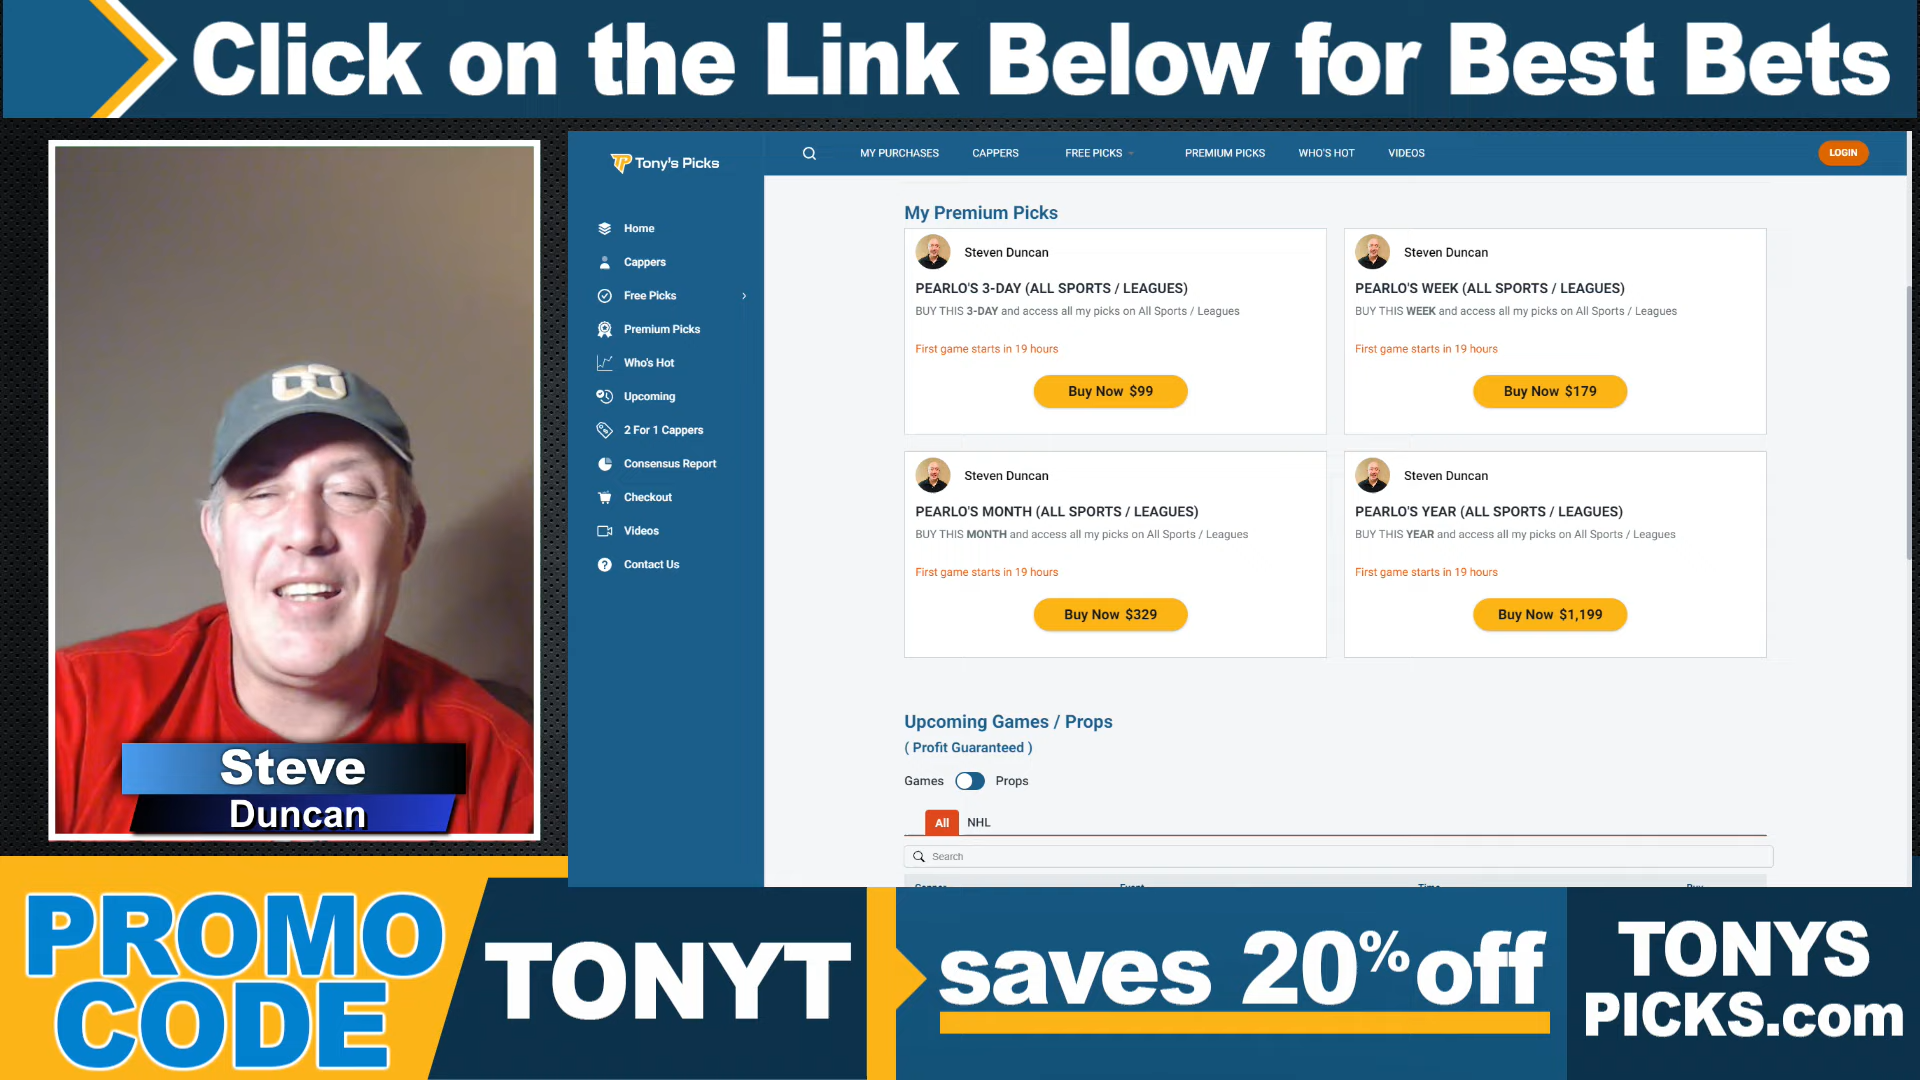 Click on the Link Below for Best Bets
Tony's Picks
MY PURCHASES
CAPPERS
FREE PICKS
PREMIUM PICKS
WHO'S HOT
VIDEOS
LOGIN
Home
Cappers
Free Picks
Premium Picks
Who's Hot
Upcoming
2 For 1 Cappers
Consensus Report
Checkout
Videos
Contact Us
My Premium Picks
Steven Duncan
PEARLO'S 3-DAY (ALL SPORTS / LEAGUES)
BUY THIS 3-DAY and access all my picks on All Sports / Leagues
First game starts in 19 hours
Buy Now $99
Steven Duncan
PEARLO'S WEEK (ALL SPORTS / LEAGUES)
BUY THIS WEEK and access all my picks on All Sports / Leagues
First game starts in 19 hours
Buy Now $179
Steven Duncan
PEARLO'S MONTH (ALL SPORTS / LEAGUES)
BUY THIS MONTH and access all my picks on All Sports / Leagues
First game starts in 19 hours
Buy Now $329
Steven Duncan
PEARLO'S YEAR (ALL SPORTS / LEAGUES)
BUY THIS YEAR and access all my picks on All Sports / Leagues
First game starts in 19 hours
Buy Now $1,199
Upcoming Games / Props
( Profit Guaranteed )
Games
Props
All
NHL
Search
Steve
Duncan
PROMO
CODE
TONYT
saves 20% off
TONYS
PICKS.com